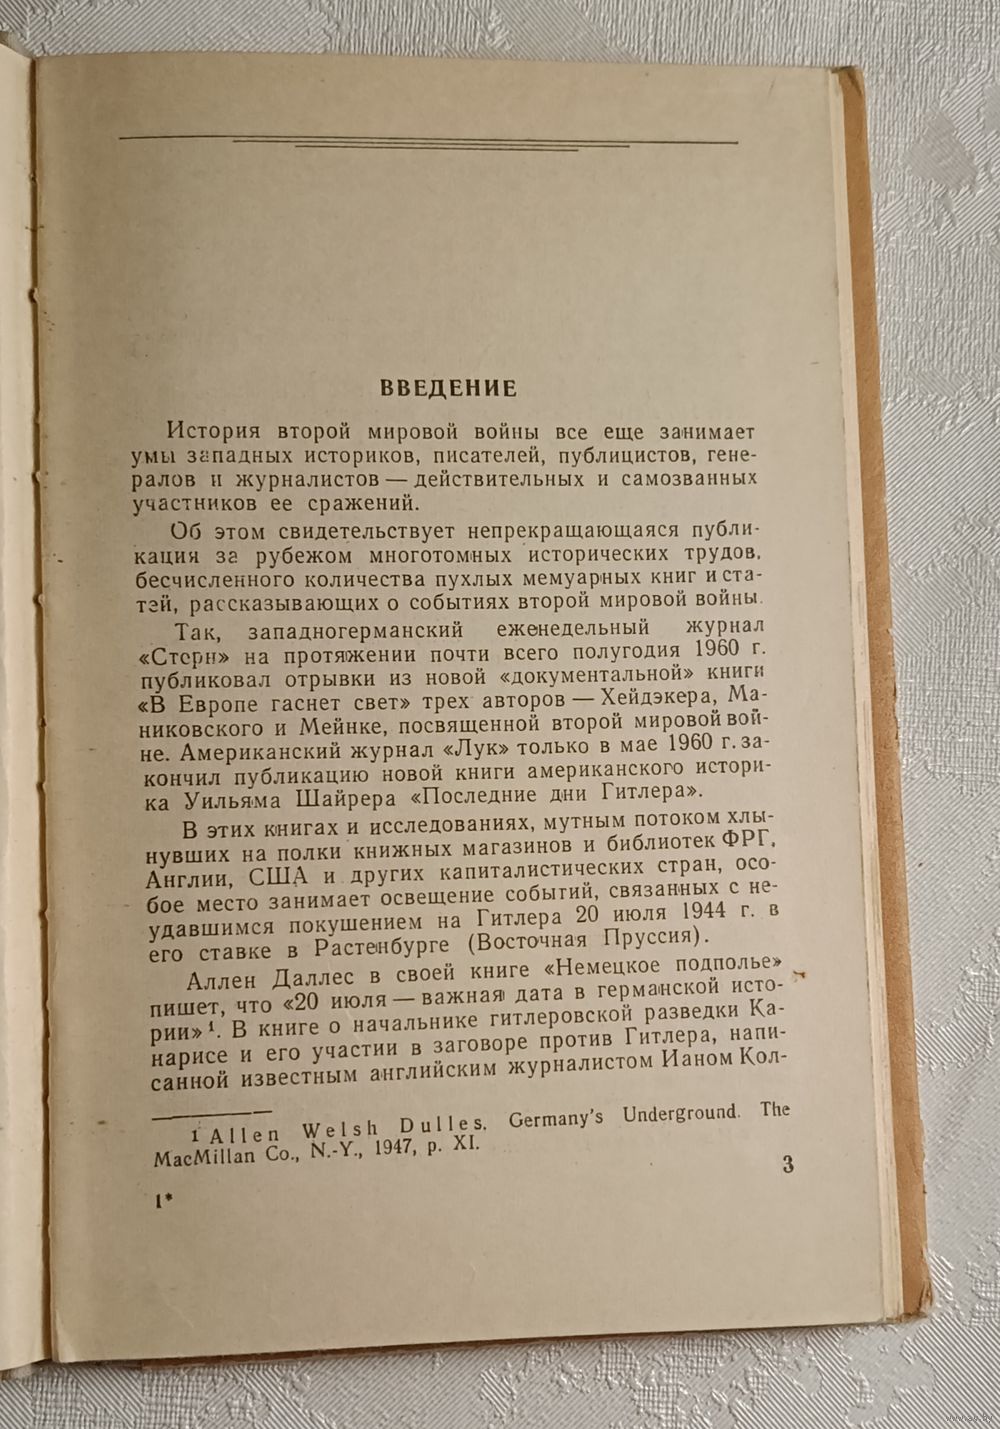 ВВЕДЕНИЕ
История второй мировой войны все еще занимает
умы западных историков, писателей, публицистов, гене-
ралов и журналистов — действительных и самозванных
участников ее сражений.
Об этом свидетельствует непрекращающаяся публи-
кация за рубежом многотомных исторических трудов,
бесчисленного количества пухлых мемуарных книг и ста-
тей, рассказывающих о событиях второй мировой войны.
Так, западногерманский еженедельный журнал
«Стерн» на протяжении почти всего полугодия 1960 г.
публиковал отрывки из новой «документальной» книги
«В Европе гаснет свет» трех авторов — Хейдэкера, Ма-
никовского и Мейнке, посвященной второй мировой вой-
не. Американский журнал «Лук» только в мае 1960 г. за-
кончил публикацию новой книги американского истори-
ка Уильяма Шайрера «Последние дни Гитлера».
В этих книгах и исследованиях, мутным потоком хлы-
нувших на полки книжных магазинов и библиотек ФРГ,
Англии, США и других капиталистических стран, осо-
бое место занимает освещение событий, связанных с не-
удавшимся покушением на Гитлера 20 июля 1944 г. в
его ставке в Растенбурге (Восточная Пруссия).
Аллен Даллес в своей книге «Немецкое подполье»
пишет, что «20 июля — важная дата в германской исто-
рии» ¹. В книге о начальнике гитлеровской разведки Ка-
нарисе и его участии в заговоре против Гитлера, напи-
санной известным английским журналистом Ианом Кол-
1 Allen Welsh Dulles. Germany's Underground. The
MacMillan Co., N.-Y., 1947, p. XI.
3
1*
www.ay.by